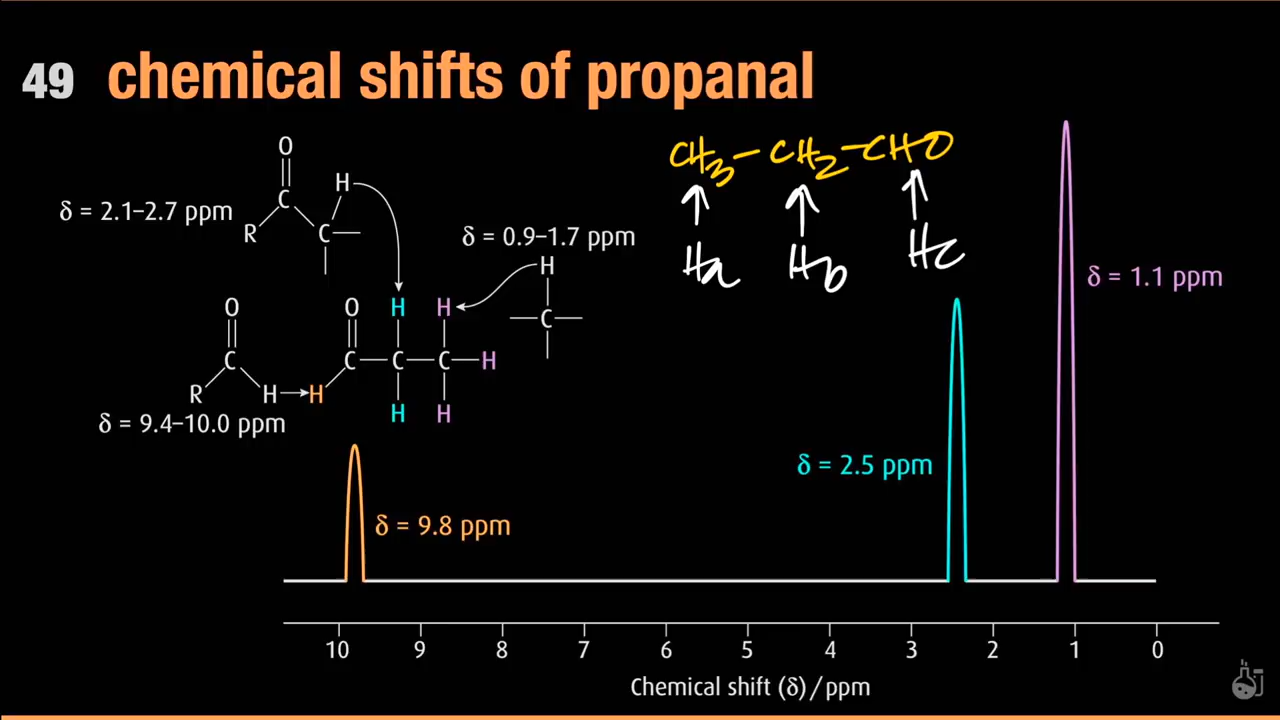 49 chemical shifts of propanal
CH3-CH2-CHO
Ha Hb Hc
O
H
C
δ = 2.1–2.7 ppm
R C
δ = 0.9–1.7 ppm
H
δ = 1.1 ppm
O O H H C
C C C C H
R H H
H H
δ = 9.4–10.0 ppm
δ = 2.5 ppm
δ = 9.8 ppm
10 9 8 7 6 5 4 3 2 1 0
Chemical shift (δ)/ppm